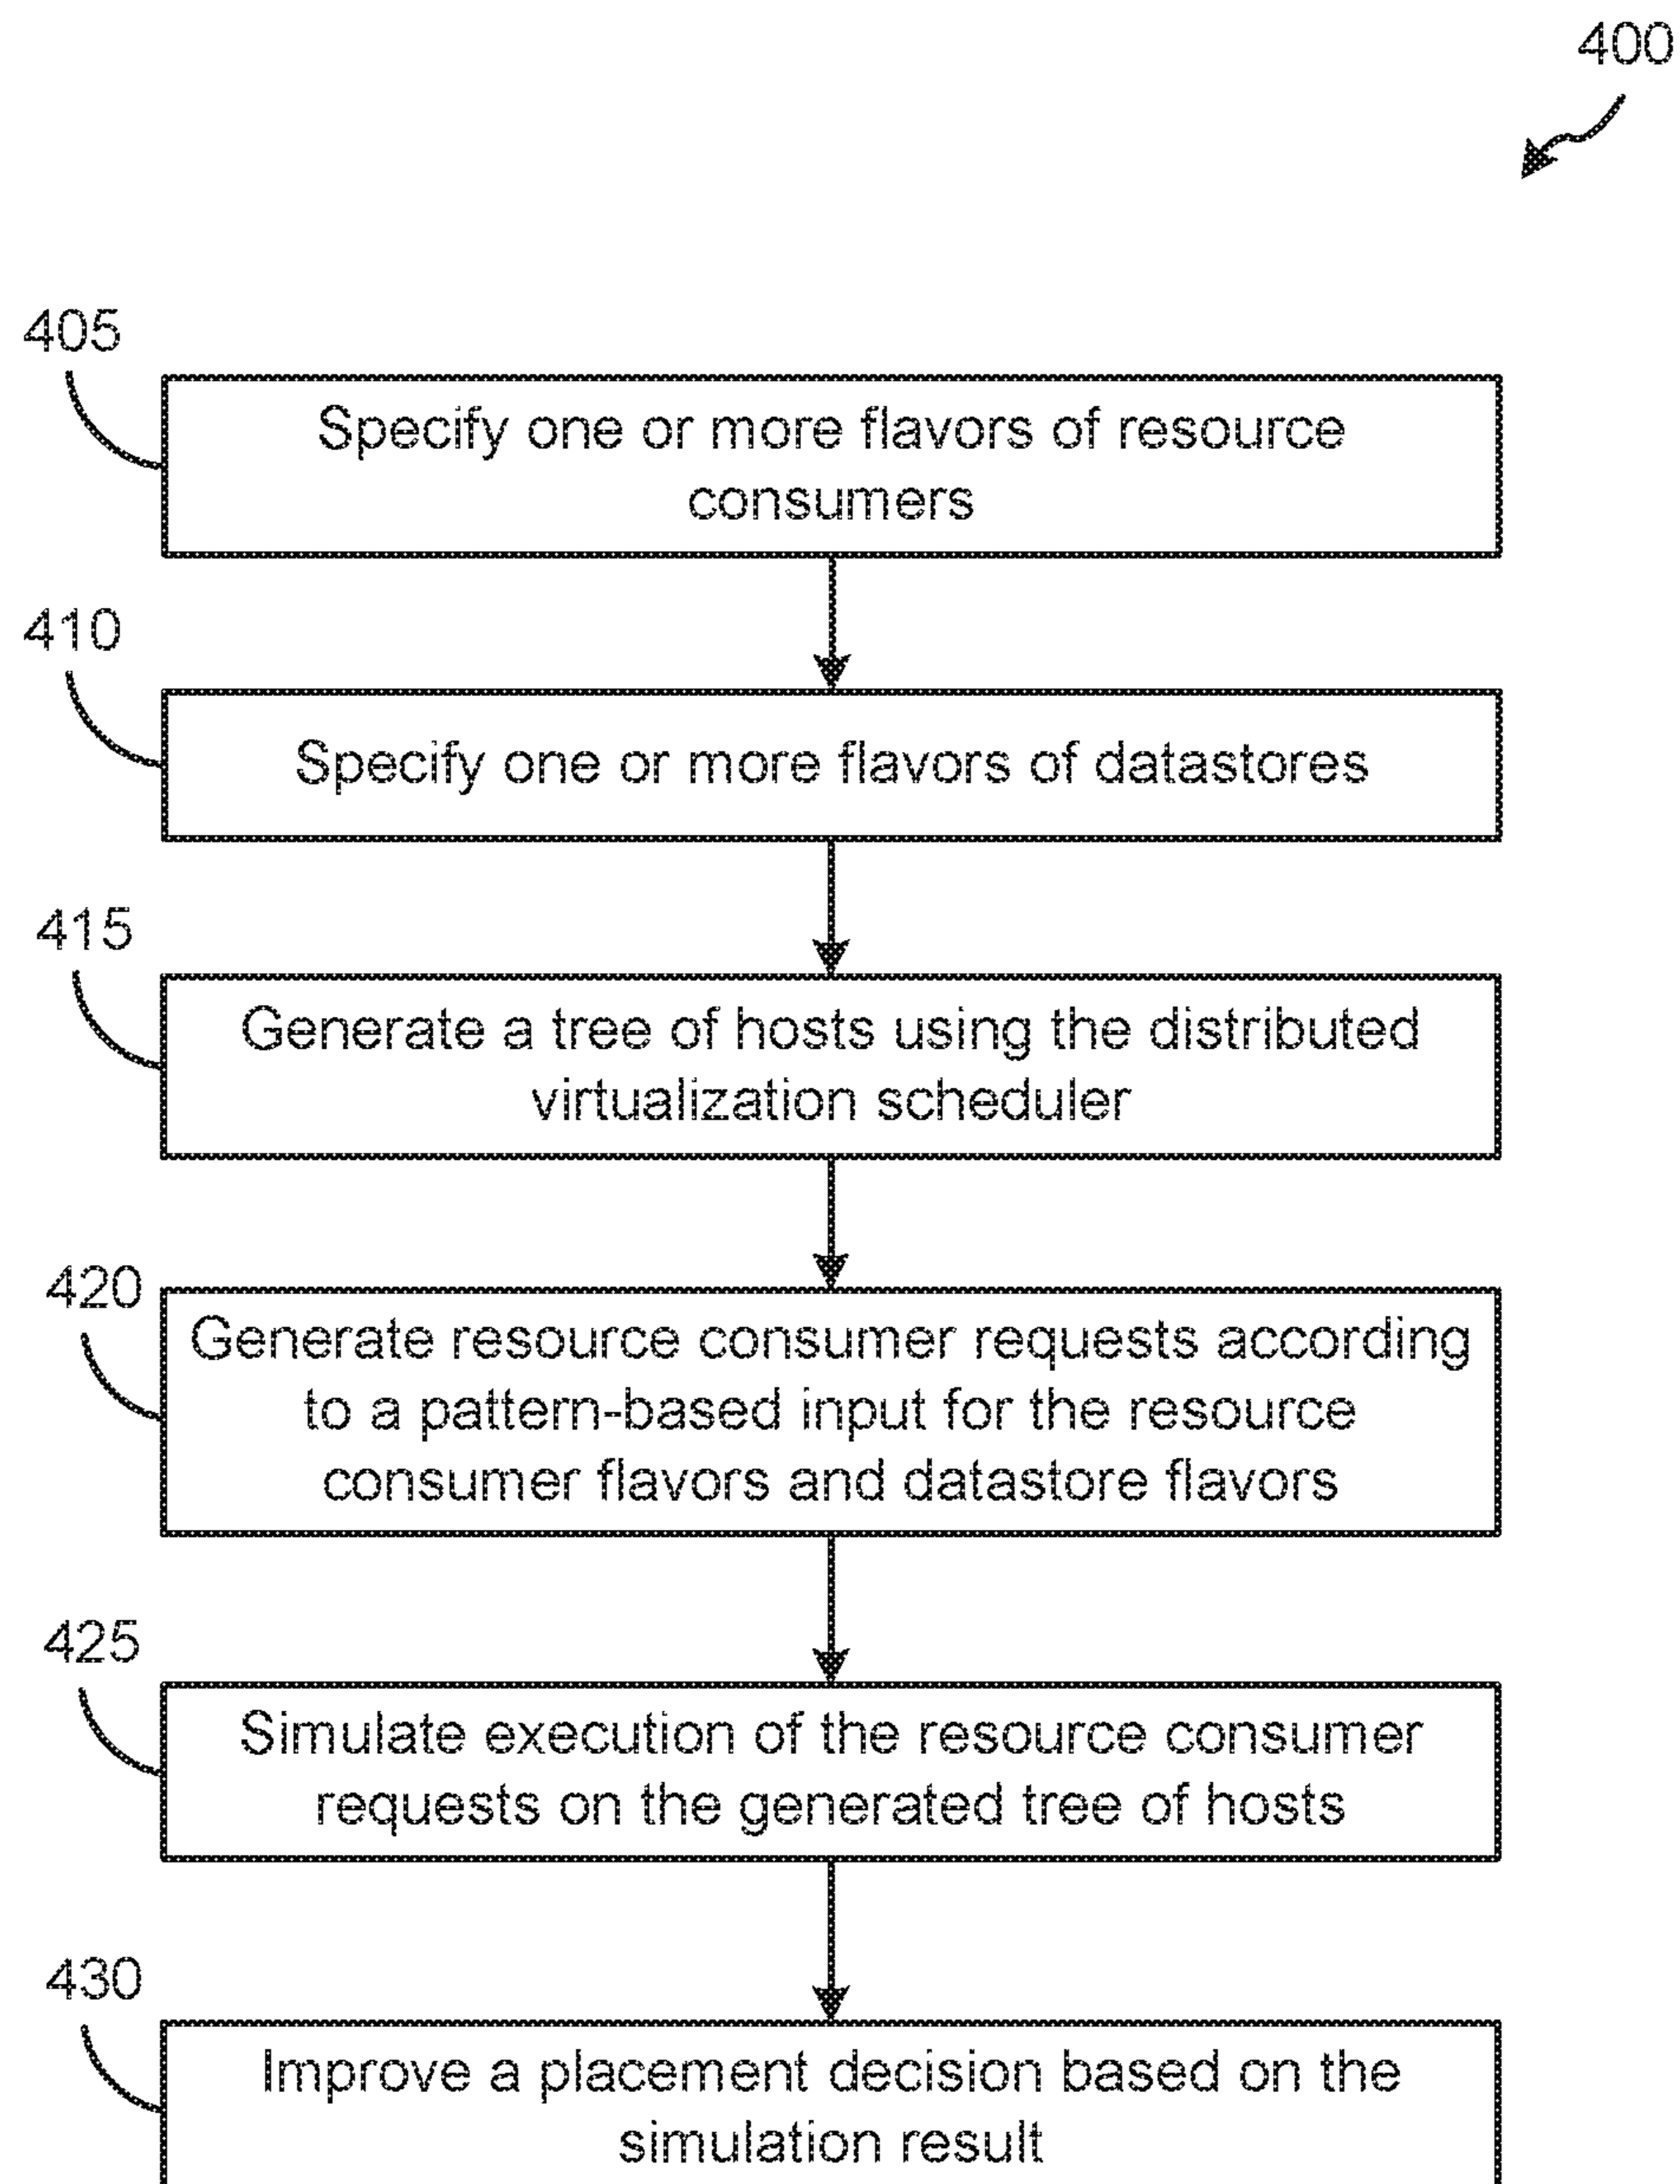 400
405
Specify one or more flavors of resource
consumers
410
Specify one or more flavors of datastores
415
Generate a tree of hosts using the distributed
virtualization scheduler
420
Generate resource consumer requests according
to a pattern-based input for the resource
consumer flavors and datastore flavors
425
Simulate execution of the resource consumer
requests on the generated tree of hosts
430
Improve a placement decision based on the
simulation result